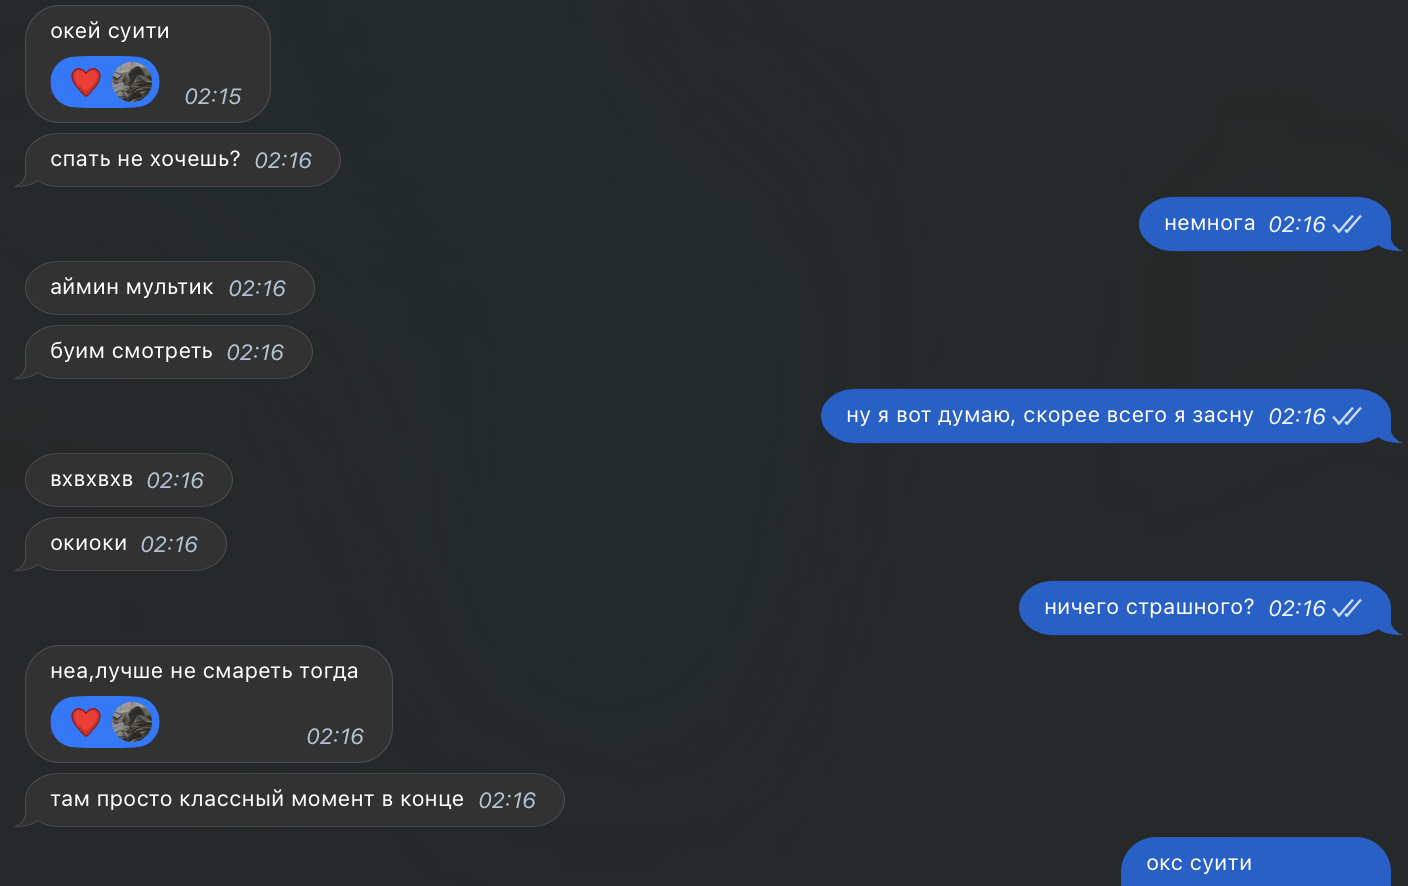 окей суити
02:15
спать не хочешь? 02:16
немнога 02:16
аймин мультик 02:16
буим смотреть 02:16
ну я вот думаю, скорее всего я засну 02:16
вхвхвхв 02:16
окиоки 02:16
ничего страшного? 02:16
неа,лучше не смареть тогда
02:16
там просто классный момент в конце 02:16
окс суити